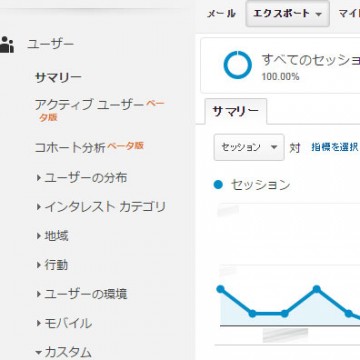 ユーザー
サマリー
アクティブ ユーザーベー
タ版
コホート分析ベータ版
ユーザーの分布
インタレスト カテゴリ
地域
行動
ユーザーの環境
モバイル
カスタム
メール エクスポート マイ
すべてのセッショ
100.00%
サマリー
セッション 対 指標を選択
セッション